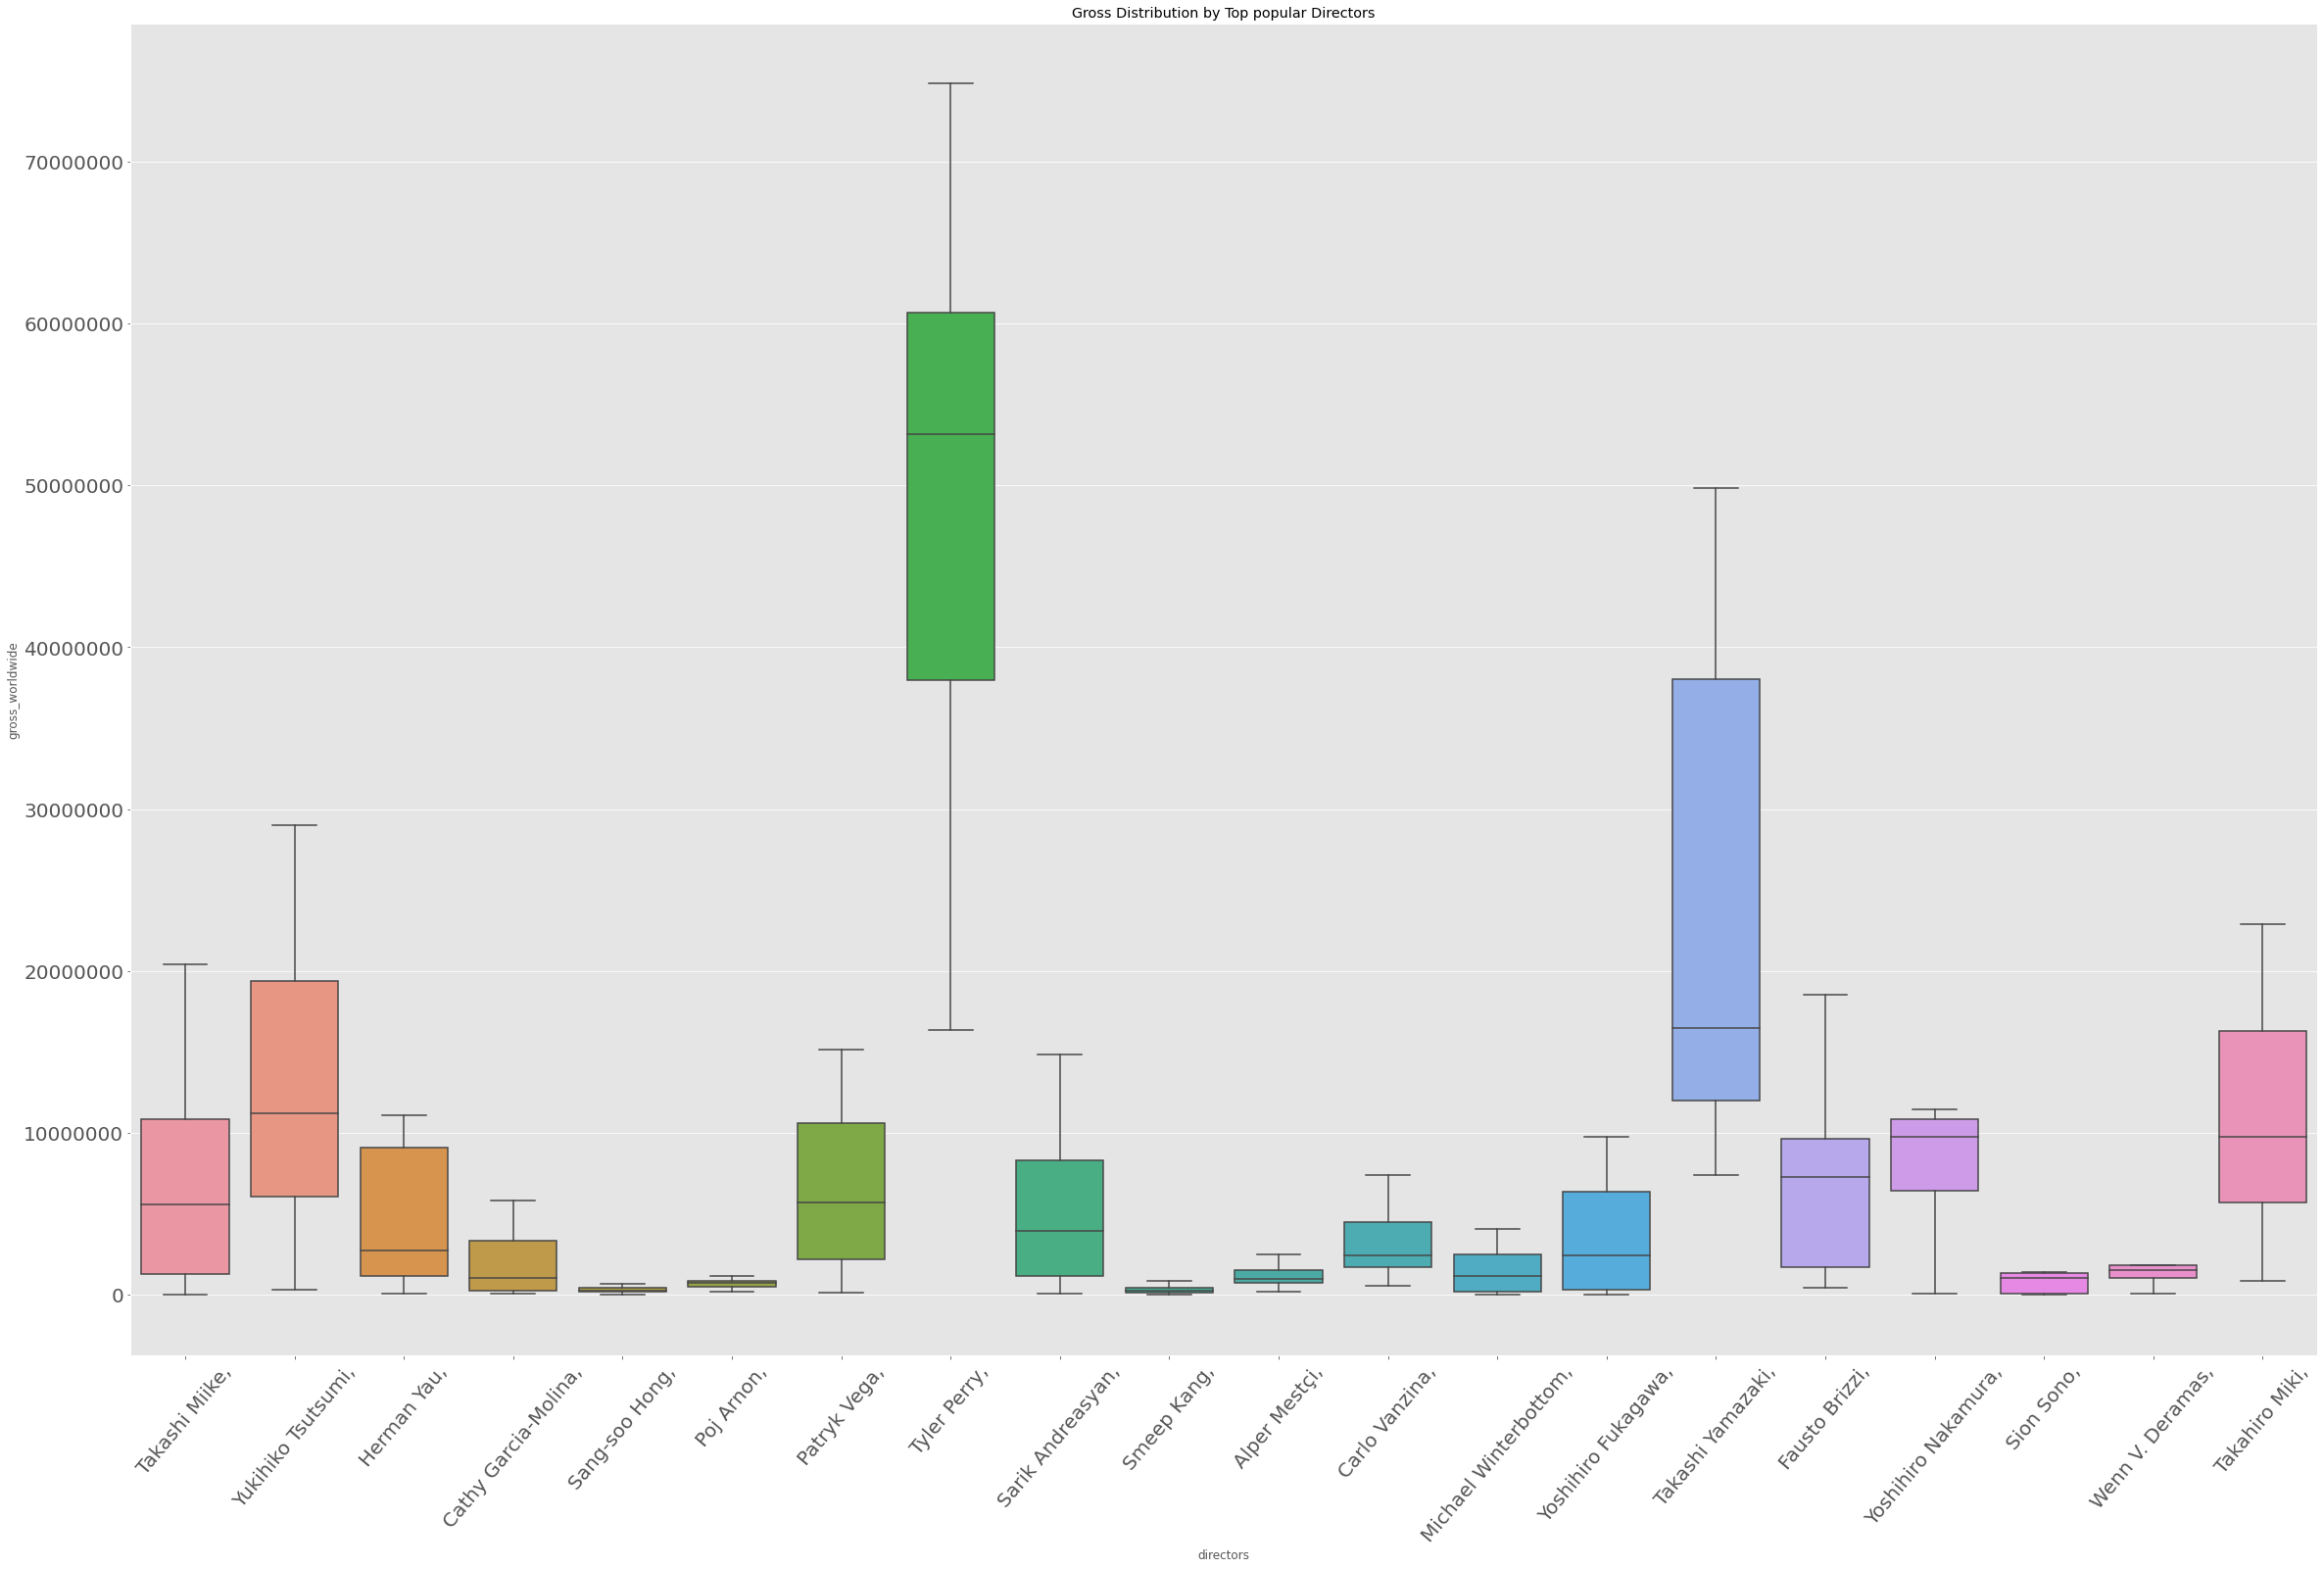 Gross Distribution by Top popular Directors
gross_worldwide
70000000
60000000
50000000
40000000
30000000
20000000
10000000
0
Takashi Miike,
Yukihiko Tsutsumi,
Herman Yau,
Cathy Garcia-Molina,
Sang-soo Hong,
Poj Arnon,
Patryk Vega,
Tyler Perry,
Sarik Andreasyan,
Smeep Kang,
Alper Mestçi,
Carlo Vanzina,
Michael Winterbottom,
Yoshihiro Fukagawa,
Takashi Yamazaki,
Fausto Brizzi,
Yoshihiro Nakamura,
Sion Sono,
Wenn V. Deramas,
Takahiro Miki,
directors